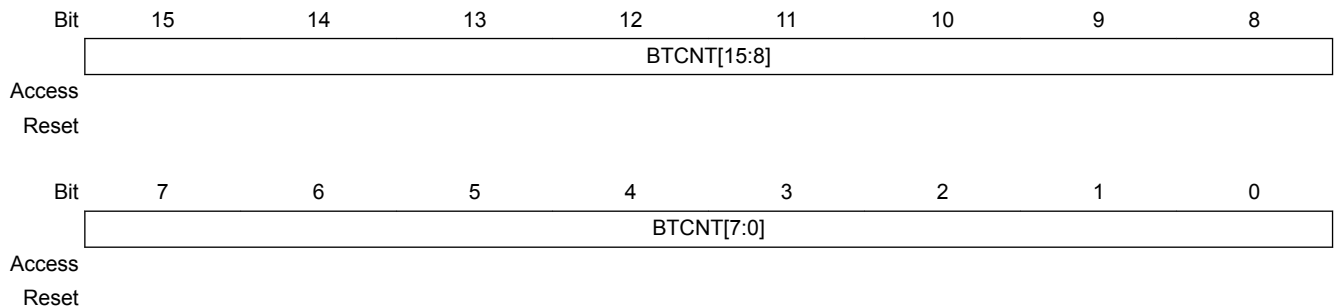 Bit 15 14 13 12 11 10 9 8
BTCNT[15:8]
Access
Reset
Bit 7 6 5 4 3 2 1 0
BTCNT[7:0]
Access
Reset